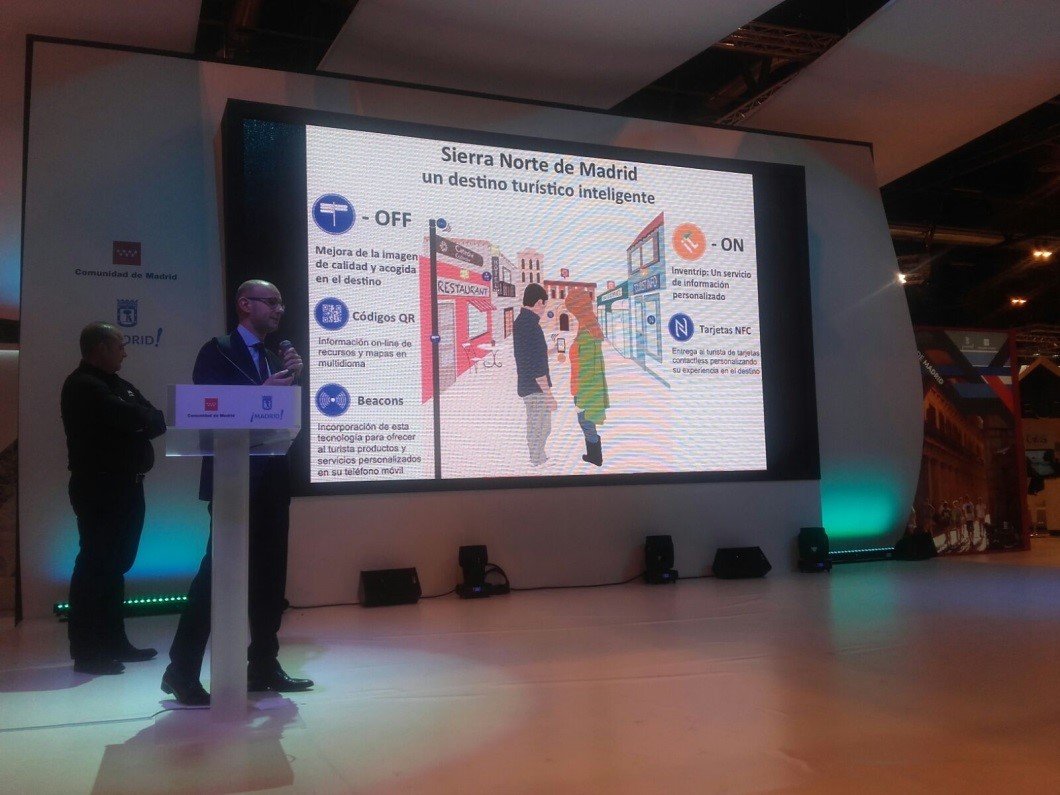 Sierra Norte de Madrid
un destino turístico inteligente
- OFF
Mejora de la imagen
de calidad y acogida
en el destino
Códigos QR
Información on-line de
recursos y mapas en
multidioma
Beacons
Incorporación de esta
tecnología para ofrecer
al turista productos y
servicios personalizados
en su teléfono móvil
RESTAURANT
TOURIST INFO
- ON
Inventrip: Un servicio
de información
personalizado
Tarjetas NFC
Entrega al turista de tarjetas
contactless personalizando
su experiencia en el destino
Comunidad de Madrid
Comunidad de Madrid
¡MADRID!
DE MADRID